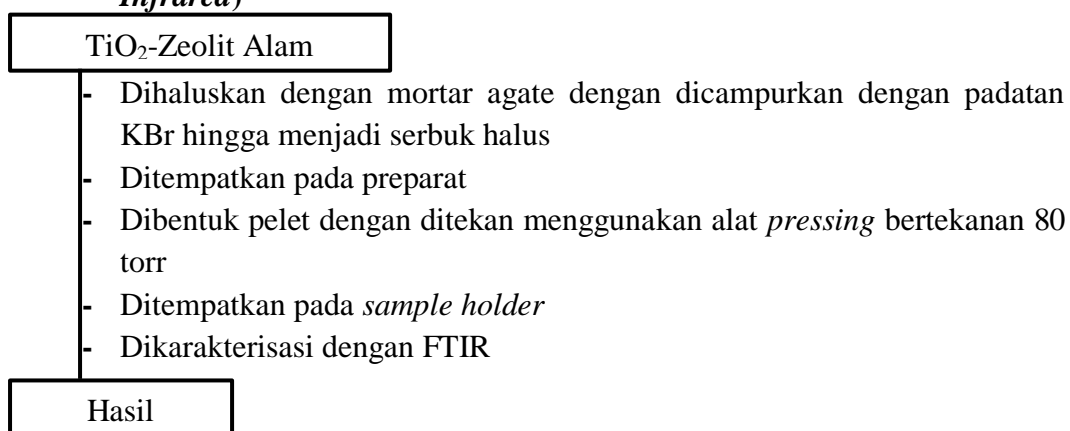 Infrared)
TiO₂-Zeolit Alam
- Dihaluskan dengan mortar agate dengan dicampurkan dengan padatan
KBr hingga menjadi serbuk halus
- Ditempatkan pada preparat
- Dibentuk pelet dengan ditekan menggunakan alat pressing bertekanan 80
torr
- Ditempatkan pada sample holder
- Dikarakterisasi dengan FTIR
Hasil